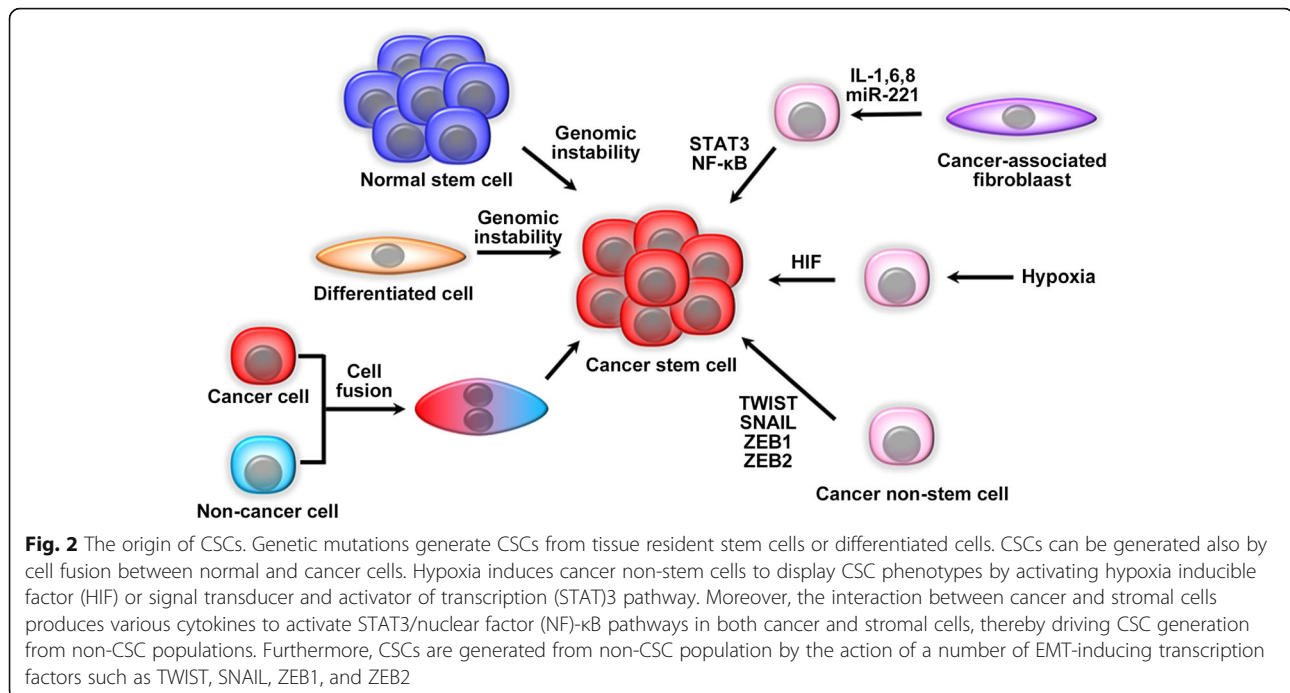 Normal stem cell
Genomic
instability
IL-1,6,8
miR-221
STAT3
NF-κB
Cancer-associated
fibroblaast
Genomic
instability
Differentiated cell
HIF
Hypoxia
Cancer stem cell
Cancer cell
Cell
fusion
Non-cancer cell
TWIST
SNAIL
ZEB1
ZEB2
Cancer non-stem cell
Fig. 2 The origin of CSCs. Genetic mutations generate CSCs from tissue resident stem cells or differentiated cells. CSCs can be generated also by
cell fusion between normal and cancer cells. Hypoxia induces cancer non-stem cells to display CSC phenotypes by activating hypoxia inducible
factor (HIF) or signal transducer and activator of transcription (STAT)3 pathway. Moreover, the interaction between cancer and stromal cells
produces various cytokines to activate STAT3/nuclear factor (NF)-κB pathways in both cancer and stromal cells, thereby driving CSC generation
from non-CSC populations. Furthermore, CSCs are generated from non-CSC population by the action of a number of EMT-inducing transcription
factors such as TWIST, SNAIL, ZEB1, and ZEB2